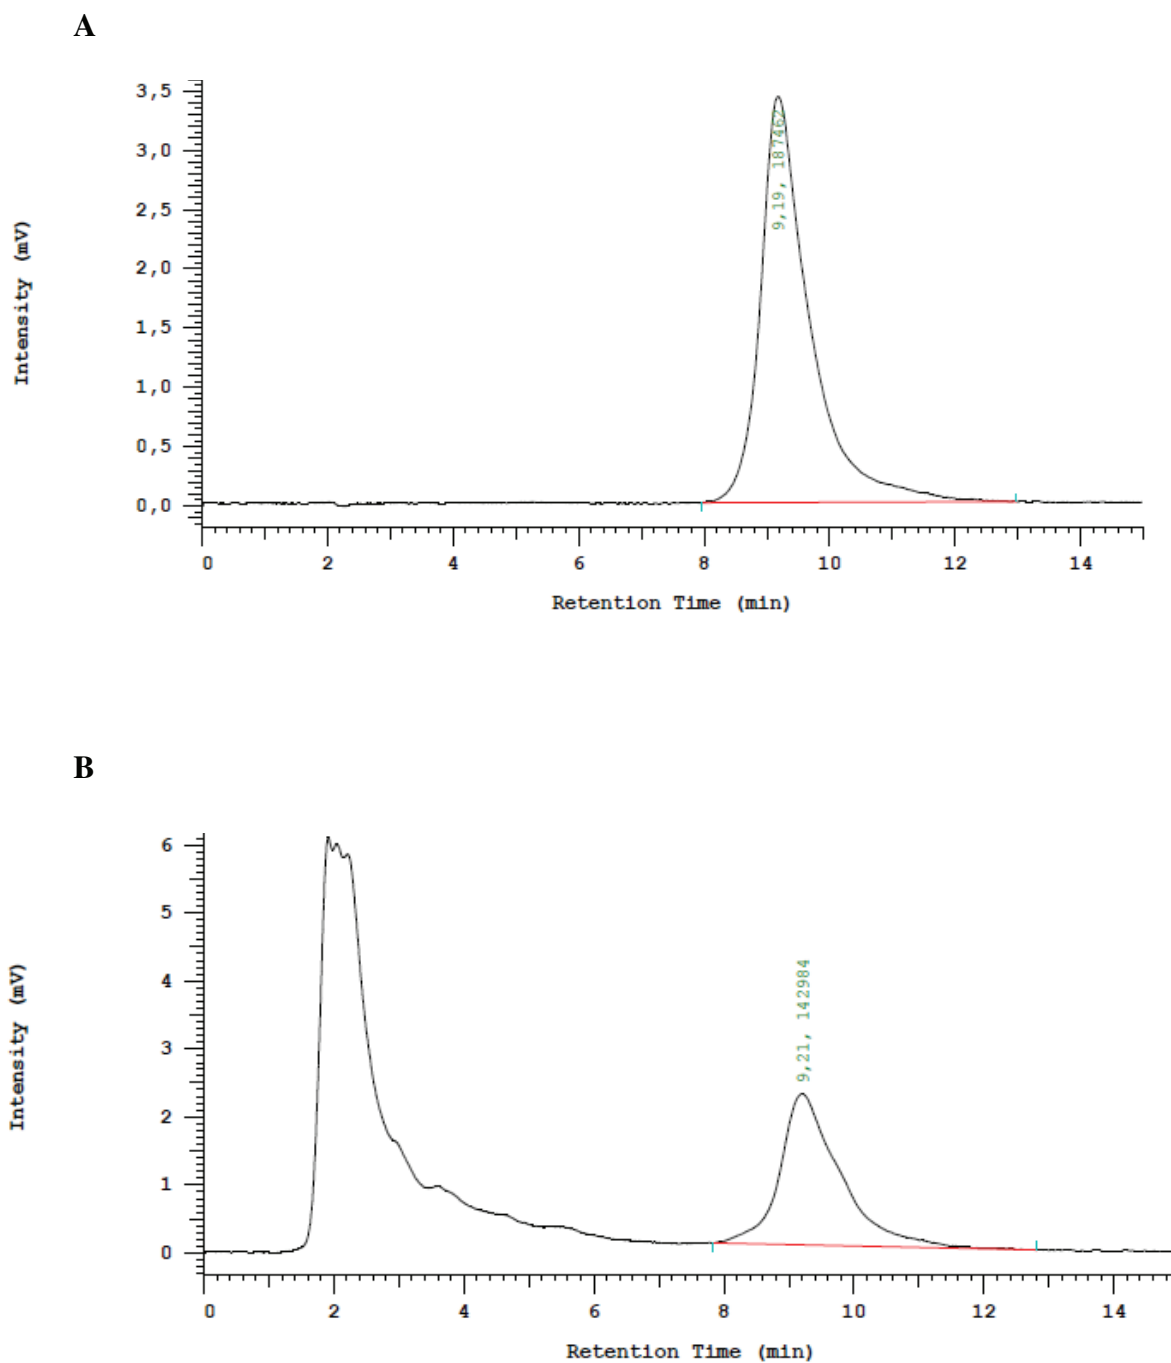 A
3,5
3,0
2,5
2,0
1,5
1,0
0,5
0,0
Intensity (mV)
9,19, 187462
0 2 4 6 8 10 12 14
Retention Time (min)
B
6
5
4
3
2
1
0
Intensity (mV)
9,21, 142984
0 2 4 6 8 10 12 14
Retention Time (min)